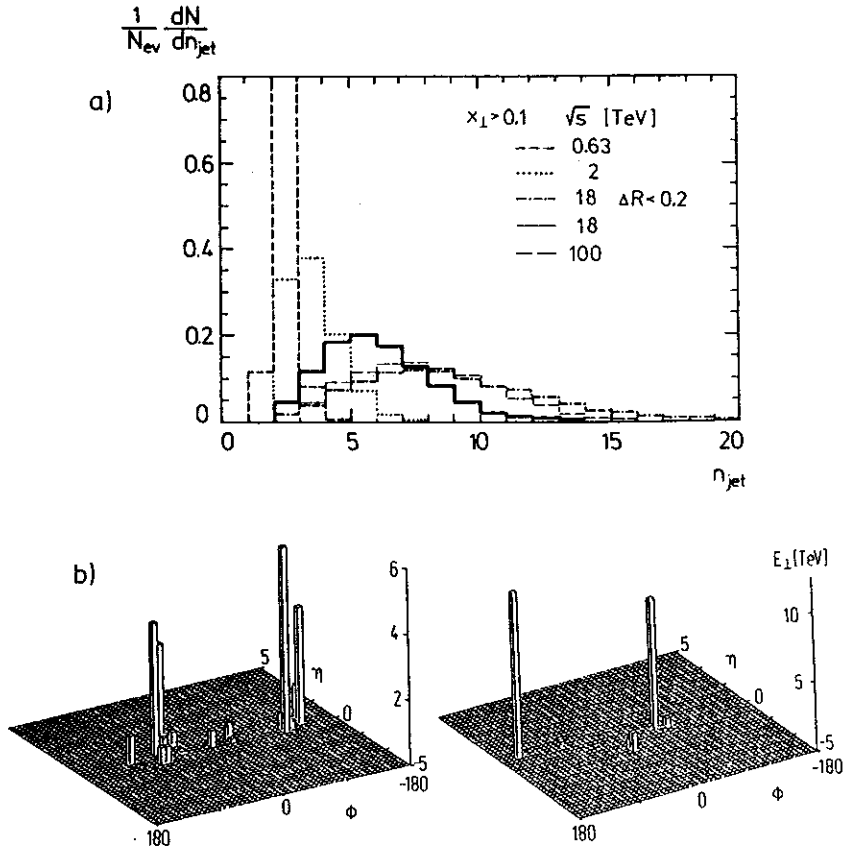 1/N_ev dN/dn_jet
a)
0.8
0.6
0.4
0.2
0
x⊥>0.1 √s [TeV]
0.63
2
18 ΔR<0.2
18
100
0 5 10 15 20
n_jet
b)
6
4
2
-5
5
η
0
-180
0
Φ
180
E⊥[TeV]
10
5
-5
5
η
0
-180
0
Φ
180